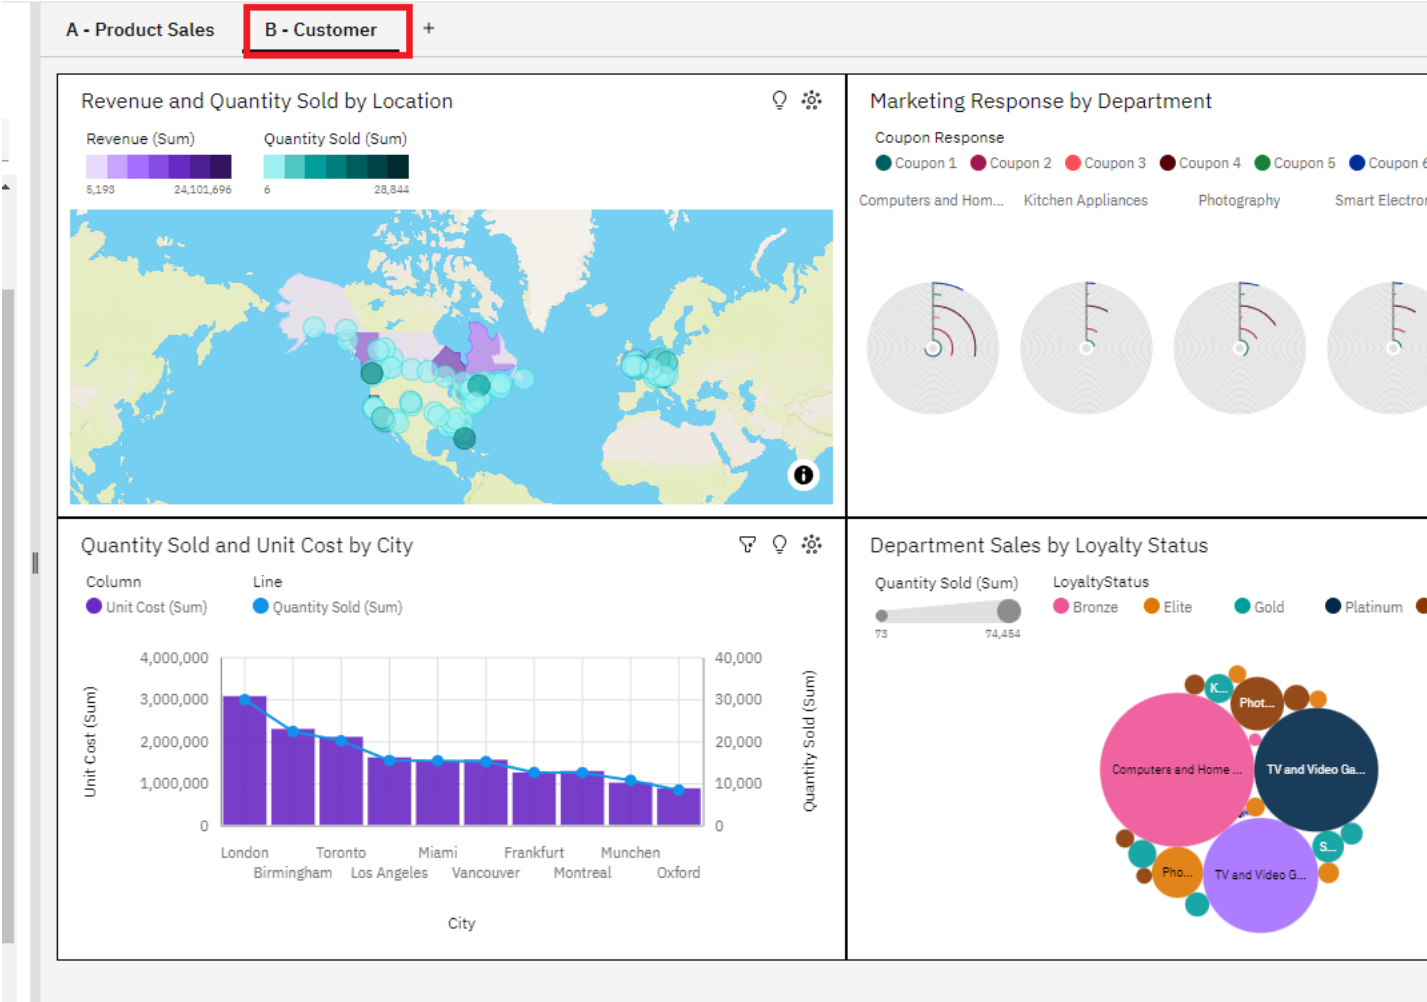 A - Product Sales
B - Customer
+
Revenue and Quantity Sold by Location
Revenue (Sum)
Quantity Sold (Sum)
5,193
24,101,696
6
28,844
Marketing Response by Department
Coupon Response
Coupon 1
Coupon 2
Coupon 3
Coupon 4
Coupon 5
Coupon 6
Computers and Hom...
Kitchen Appliances
Photography
Smart Electron
Quantity Sold and Unit Cost by City
Column
Line
Unit Cost (Sum)
Quantity Sold (Sum)
Unit Cost (Sum)
4,000,000
3,000,000
2,000,000
1,000,000
0
40,000
30,000
20,000
10,000
0
Quantity Sold (Sum)
London
Birmingham
Toronto
Los Angeles
Miami
Vancouver
Frankfurt
Montreal
Munchen
Oxford
City
Department Sales by Loyalty Status
Quantity Sold (Sum)
73
74,454
LoyaltyStatus
Bronze
Elite
Gold
Platinum
K...
Phot...
Computers and Home ...
TV and Video Ga...
S...
Pho...
TV and Video G...